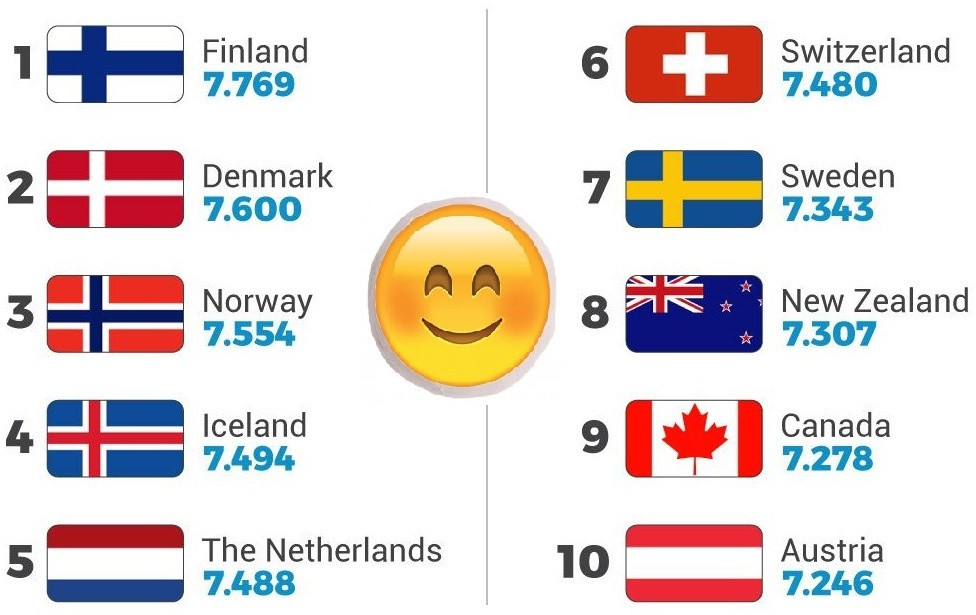 1
Finland
7.769
2
Denmark
7.600
3
Norway
7.554
4
Iceland
7.494
5
The Netherlands
7.488
6
Switzerland
7.480
7
Sweden
7.343
8
New Zealand
7.307
9
Canada
7.278
10
Austria
7.246